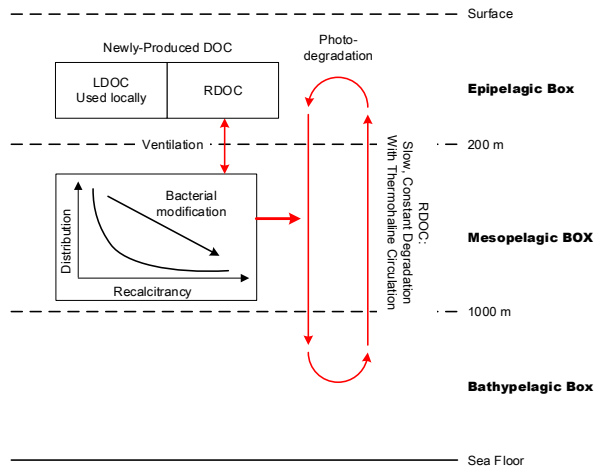 Surface
Newly-Produced DOC
Photo-
degradation
LDOC
Used locally
RDOC
Epipelagic Box
Ventilation
200 m
Bacterial
modification
Distribution
Recalcitrancy
RDOC:
Slow, Constant Degradation
With Thermohaline Circulation
Mesopelagic BOX
1000 m
Bathypelagic Box
Sea Floor